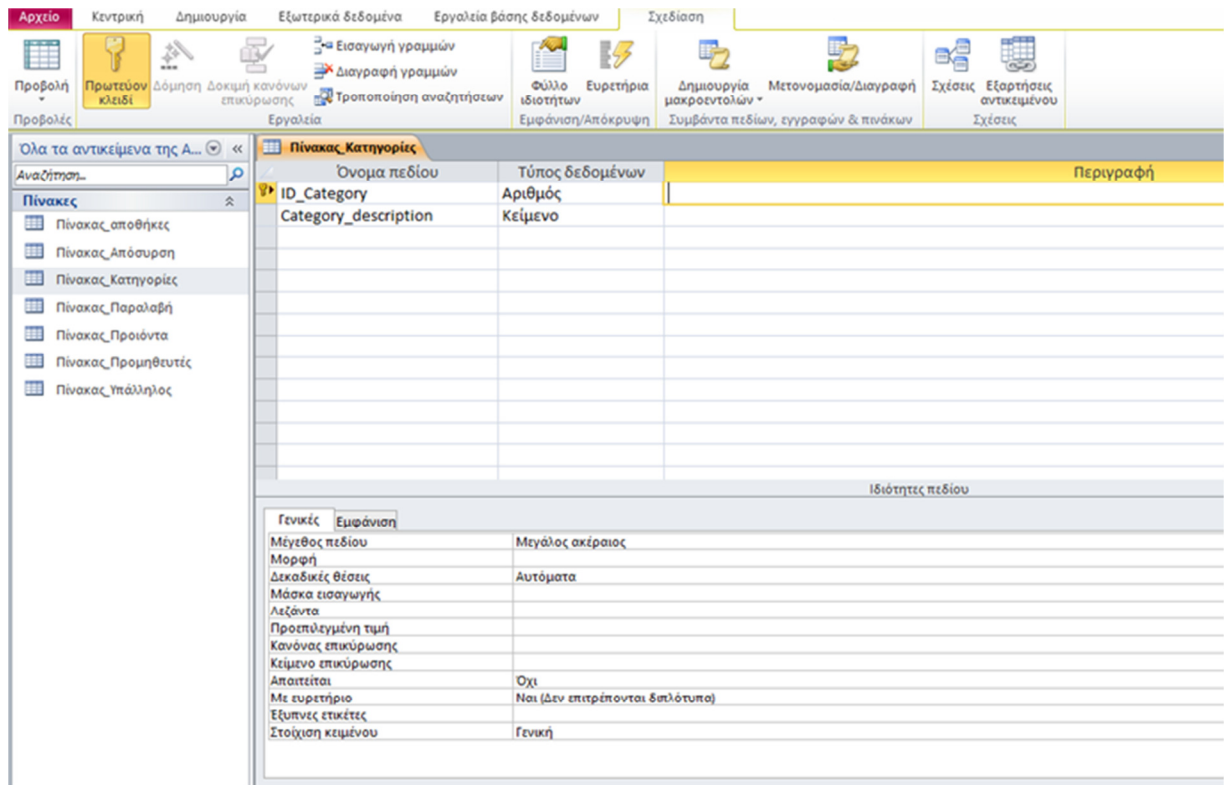 Αρχείο Κεντρική Δημιουργία Εξωτερικά δεδομένα Εργαλεία βάσης δεδομένων Σχεδίαση
Προβολή
Πρωτεύον κλειδί
Δόμηση
Δοκιμή κανόνων επικύρωσης
Εισαγωγή γραμμών
Διαγραφή γραμμών
Τροποποίηση αναζητήσεων
Φύλλο ιδιοτήτων
Ευρετήρια
Δημιουργία μακροεντολών
Μετονομασία/Διαγραφή
Σχέσεις
Εξαρτήσεις αντικειμένου
Προβολές Εργαλεία Εμφάνιση/Απόκρυψη Συμβάντα πεδίων, εγγραφών & πινάκων Σχέσεις
Όλα τα αντικείμενα της A... «
Αναζήτηση...
Πίνακες
Πίνακας_αποθήκες
Πίνακας_Απόσυρση
Πίνακας_Κατηγορίες
Πίνακας_Παραλαβή
Πίνακας_Προιόντα
Πίνακας_Προμηθευτές
Πίνακας_Υπάλληλος
Πίνακας_Κατηγορίες
Όνομα πεδίου Τύπος δεδομένων Περιγραφή
ID_Category Αριθμός
Category_description Κείμενο
Ιδιότητες πεδίου
Γενικές Εμφάνιση
Μέγεθος πεδίου Μεγάλος ακέραιος
Μορφή
Δεκαδικές θέσεις Αυτόματα
Μάσκα εισαγωγής
Λεζάντα
Προεπιλεγμένη τιμή
Κανόνας επικύρωσης
Κείμενο επικύρωσης
Απαιτείται Όχι
Με ευρετήριο Ναι (Δεν επιτρέπονται διπλότυπα)
Έξυπνες ετικέτες
Στοίχιση κειμένου Γενική